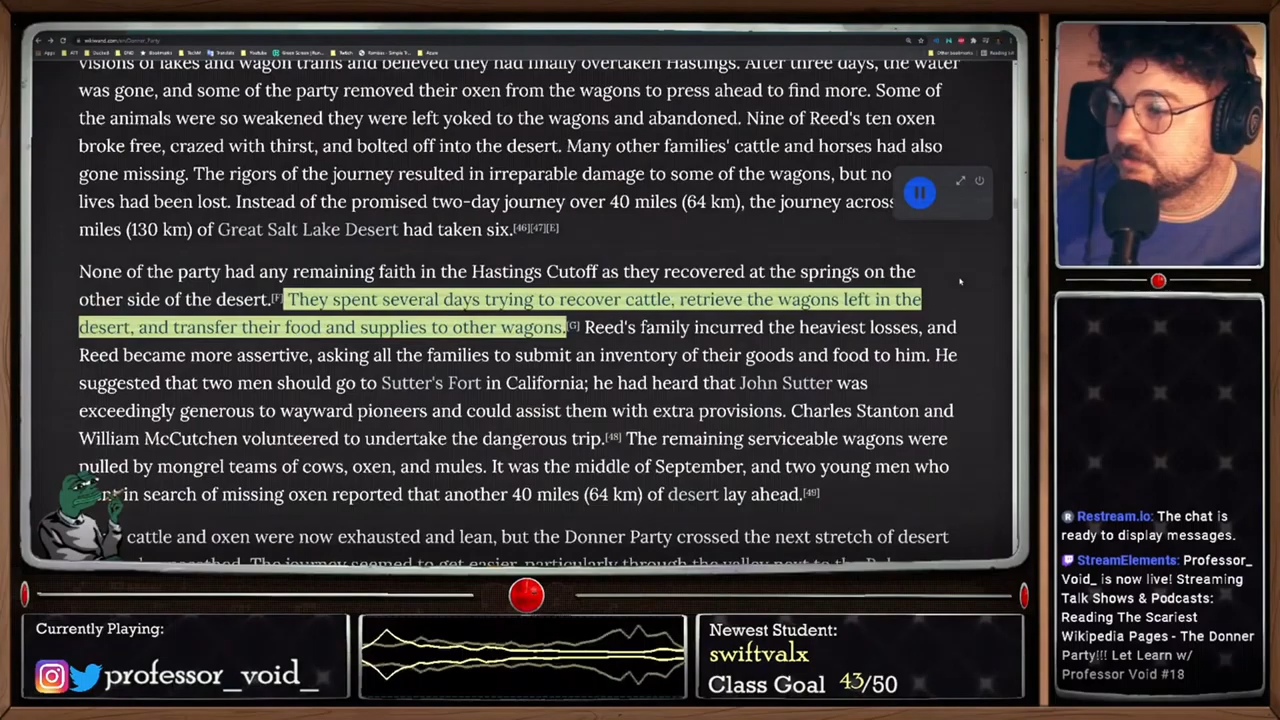 wikiwand.com/en/Donner_Party
visions of lakes and wagon trains and believed they had finally overtaken Hastings. After three days, the water
was gone, and some of the party removed their oxen from the wagons to press ahead to find more. Some of
the animals were so weakened they were left yoked to the wagons and abandoned. Nine of Reed's ten oxen
broke free, crazed with thirst, and bolted off into the desert. Many other families' cattle and horses had also
gone missing. The rigors of the journey resulted in irreparable damage to some of the wagons, but no
lives had been lost. Instead of the promised two-day journey over 40 miles (64 km), the journey across
miles (130 km) of Great Salt Lake Desert had taken six.[46][47][E]
None of the party had any remaining faith in the Hastings Cutoff as they recovered at the springs on the
other side of the desert.[F] They spent several days trying to recover cattle, retrieve the wagons left in the
desert, and transfer their food and supplies to other wagons.[G] Reed's family incurred the heaviest losses, and
Reed became more assertive, asking all the families to submit an inventory of their goods and food to him. He
suggested that two men should go to Sutter's Fort in California; he had heard that John Sutter was
exceedingly generous to wayward pioneers and could assist them with extra provisions. Charles Stanton and
William McCutchen volunteered to undertake the dangerous trip.[48] The remaining serviceable wagons were
pulled by mongrel teams of cows, oxen, and mules. It was the middle of September, and two young men who
in search of missing oxen reported that another 40 miles (64 km) of desert lay ahead.[49]
cattle and oxen were now exhausted and lean, but the Donner Party crossed the next stretch of desert
The journey seemed to get easier, particularly through the valley next to the
Restream.io: The chat is
ready to display messages.
StreamElements: Professor_
Void_ is now live! Streaming
Talk Shows & Podcasts:
Reading The Scariest
Wikipedia Pages - The Donner
Party!!! Let Learn w/
Professor Void #18
Currently Playing:
professor_void_
Newest Student:
swiftvalx
Class Goal 43/50